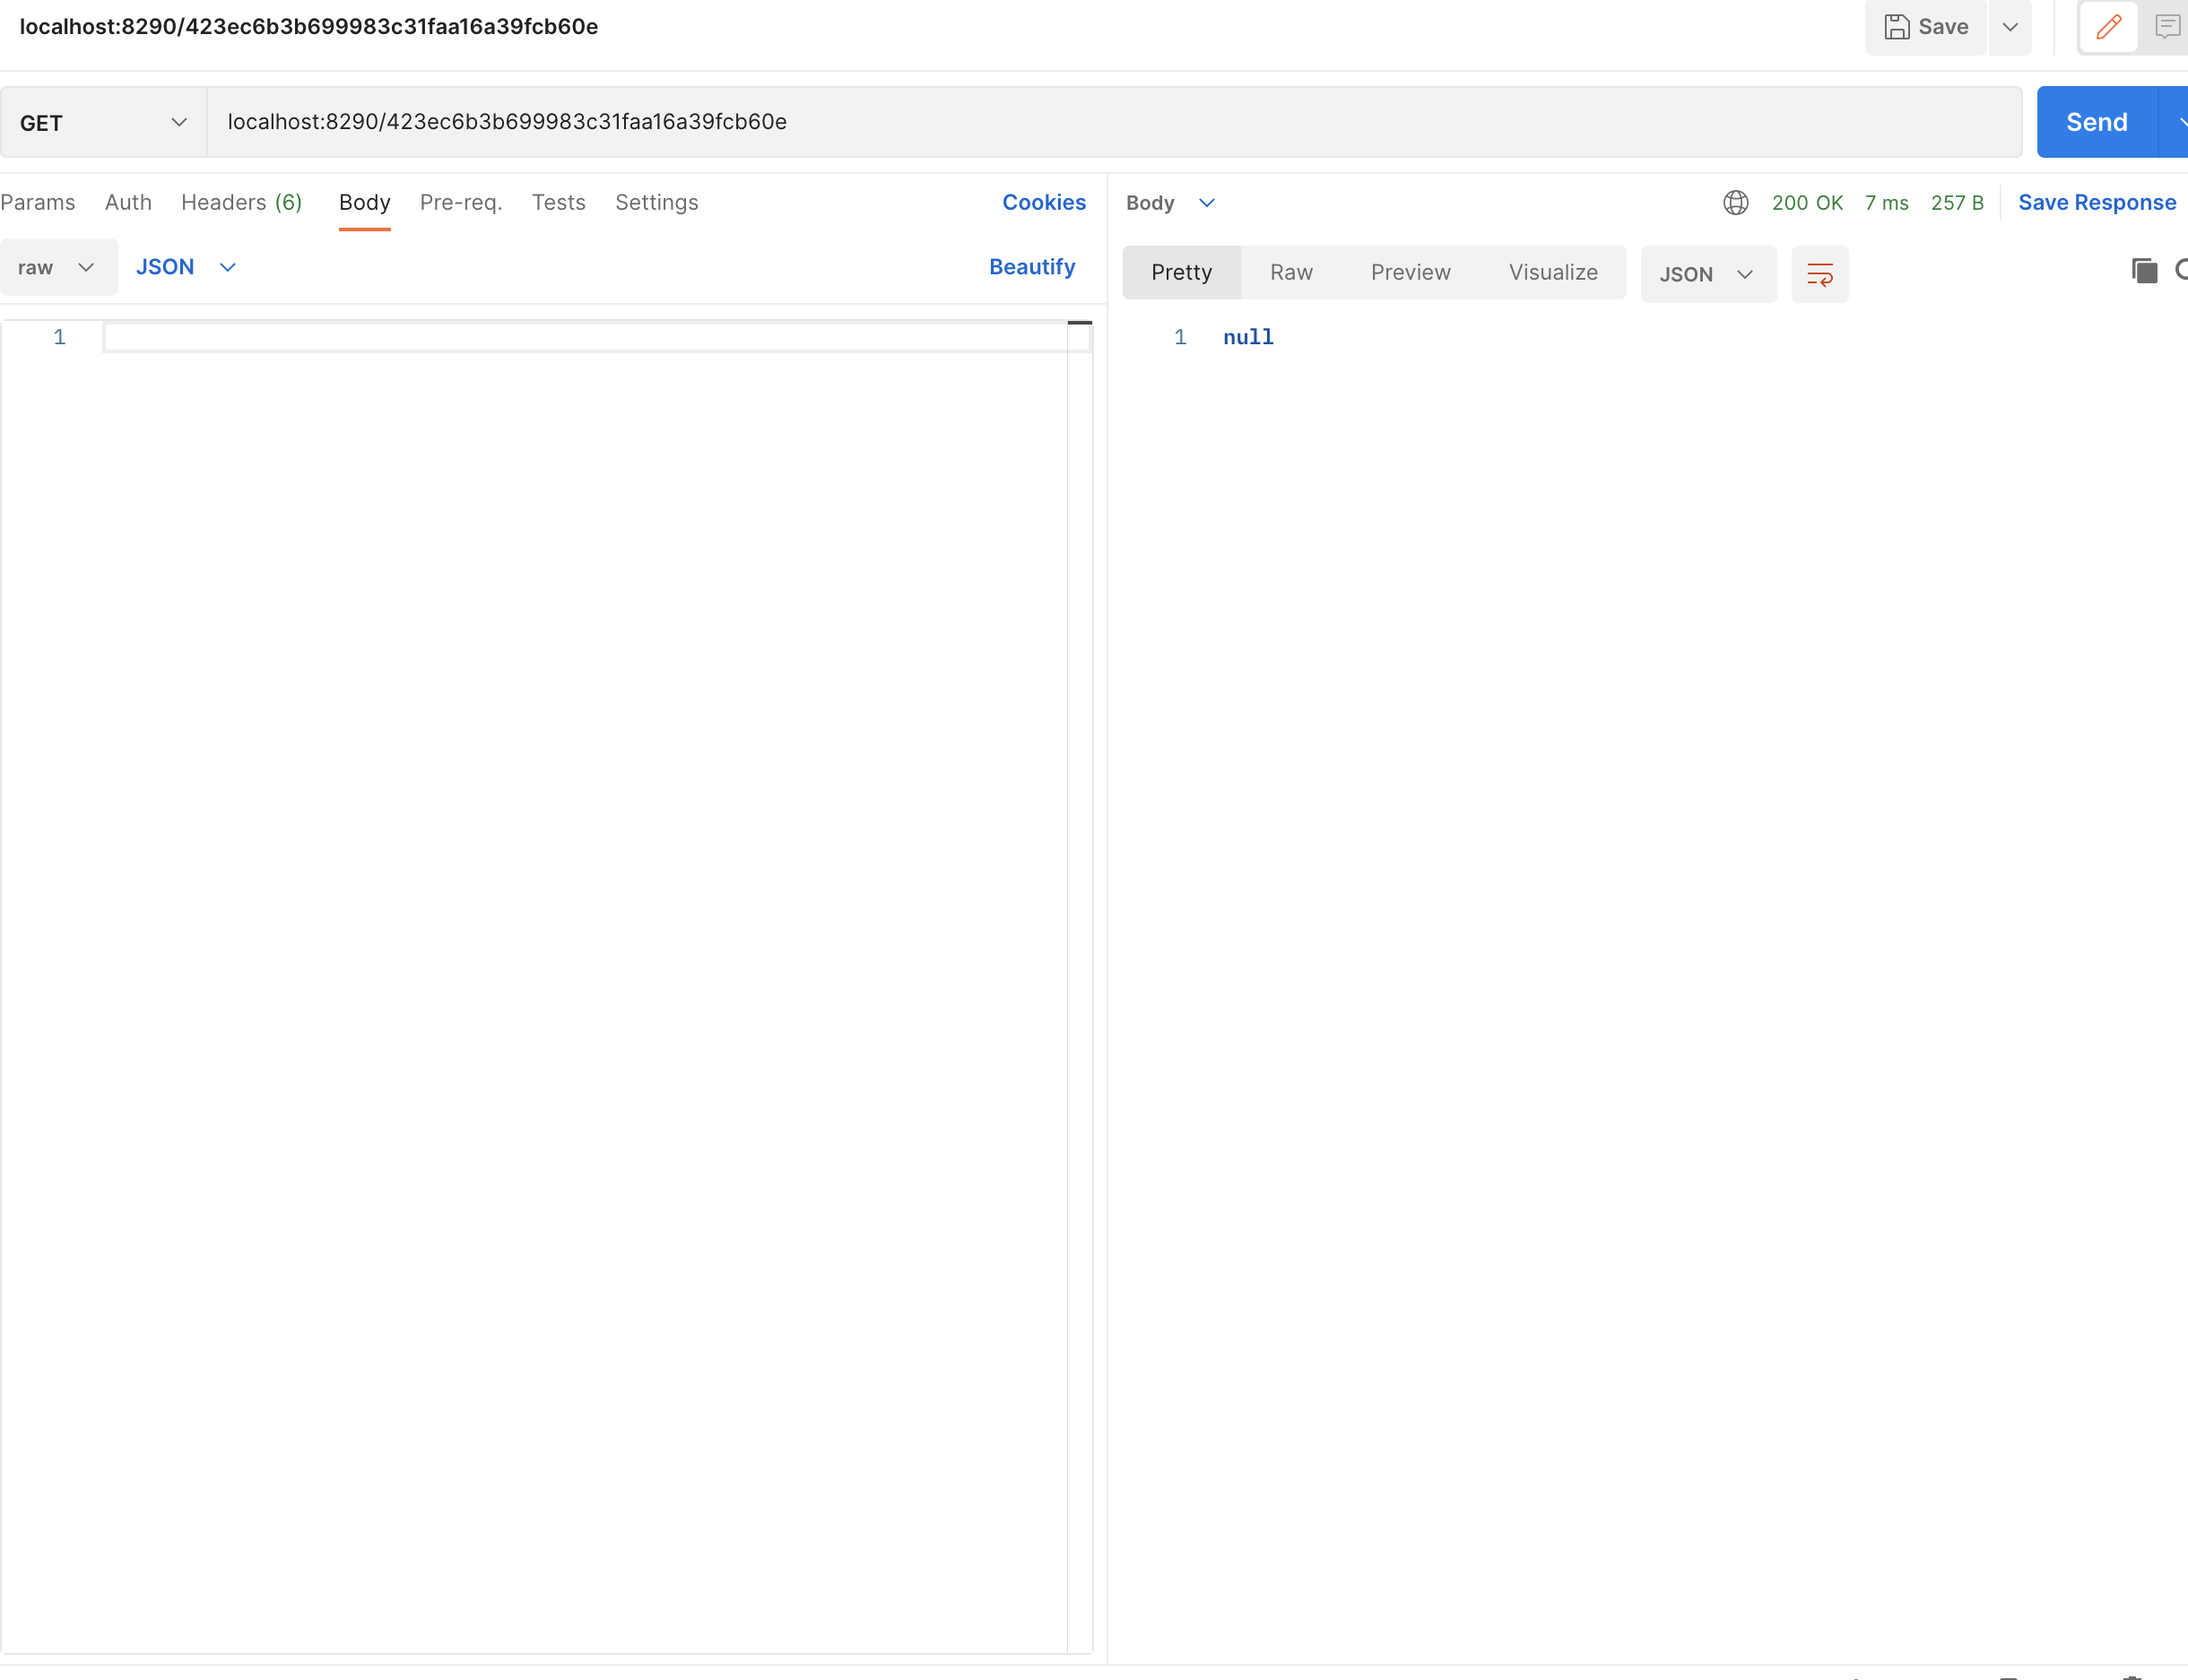 localhost:8290/423ec6b3b699983c31faa16a39fcb60e
Save
GET
localhost:8290/423ec6b3b699983c31faa16a39fcb60e
Send
Params Auth Headers (6) Body Pre-req. Tests Settings Cookies
Body 200 OK 7 ms 257 B Save Response
raw JSON Beautify
Pretty Raw Preview Visualize JSON
1
1 null